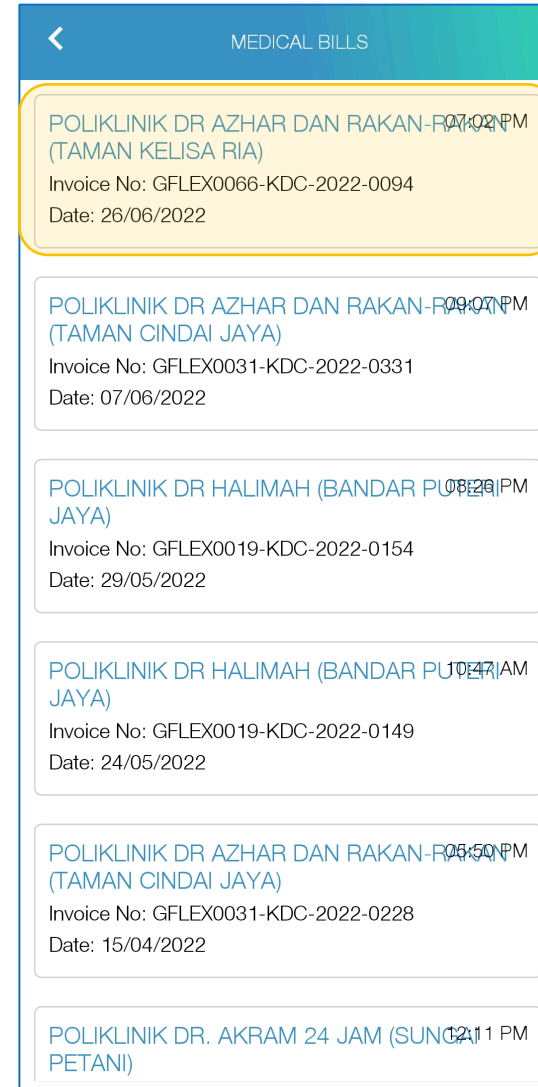 MEDICAL BILLS
POLIKLINIK DR AZHAR DAN RAKAN-RAKAN 07:02 PM
(TAMAN KELISA RIA)
Invoice No: GFLEX0066-KDC-2022-0094
Date: 26/06/2022
POLIKLINIK DR AZHAR DAN RAKAN-RAKAN 09:07 PM
(TAMAN CINDAI JAYA)
Invoice No: GFLEX0031-KDC-2022-0331
Date: 07/06/2022
POLIKLINIK DR HALIMAH (BANDAR PUTERI 08:26 PM
JAYA)
Invoice No: GFLEX0019-KDC-2022-0154
Date: 29/05/2022
POLIKLINIK DR HALIMAH (BANDAR PUTERI 10:47 AM
JAYA)
Invoice No: GFLEX0019-KDC-2022-0149
Date: 24/05/2022
POLIKLINIK DR AZHAR DAN RAKAN-RAKAN 05:50 PM
(TAMAN CINDAI JAYA)
Invoice No: GFLEX0031-KDC-2022-0228
Date: 15/04/2022
POLIKLINIK DR. AKRAM 24 JAM (SUNGAI 12:11 PM
PETANI)